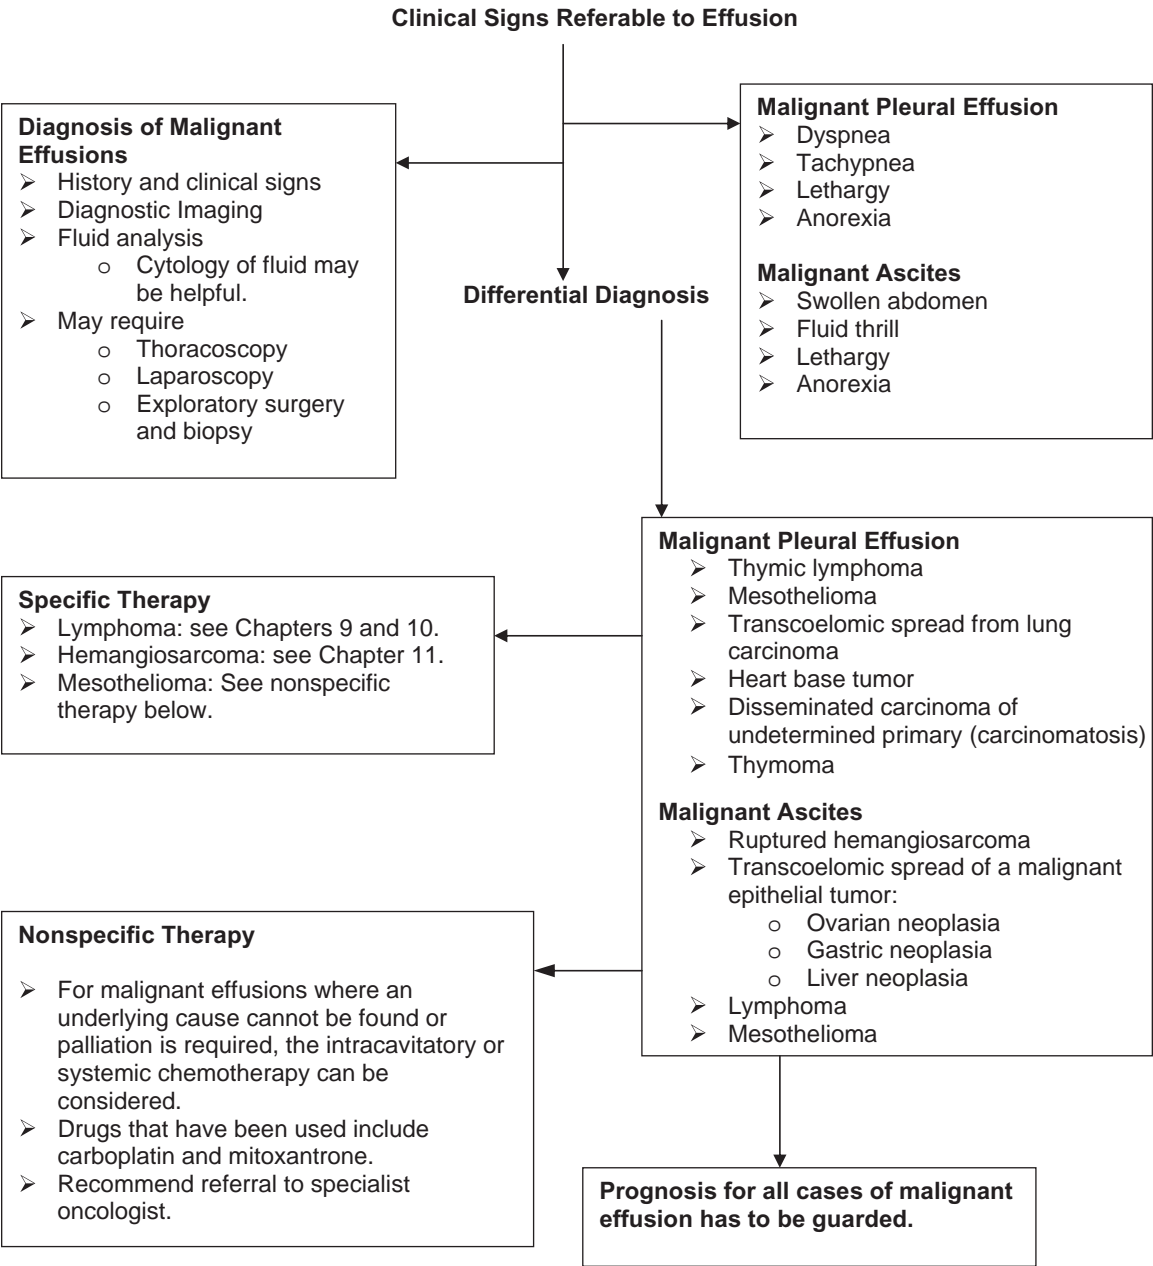 Clinical Signs Referable to Effusion
Diagnosis of Malignant
Effusions
➢ History and clinical signs
➢ Diagnostic Imaging
➢ Fluid analysis
o Cytology of fluid may
be helpful.
➢ May require
o Thoracoscopy
o Laparoscopy
o Exploratory surgery
and biopsy
Malignant Pleural Effusion
➢ Dyspnea
➢ Tachypnea
➢ Lethargy
➢ Anorexia
Malignant Ascites
➢ Swollen abdomen
➢ Fluid thrill
➢ Lethargy
➢ Anorexia
Differential Diagnosis
Malignant Pleural Effusion
➢ Thymic lymphoma
➢ Mesothelioma
➢ Transcoelomic spread from lung
carcinoma
➢ Heart base tumor
➢ Disseminated carcinoma of
undetermined primary (carcinomatosis)
➢ Thymoma
Malignant Ascites
➢ Ruptured hemangiosarcoma
➢ Transcoelomic spread of a malignant
epithelial tumor:
o Ovarian neoplasia
o Gastric neoplasia
o Liver neoplasia
➢ Lymphoma
➢ Mesothelioma
Specific Therapy
➢ Lymphoma: see Chapters 9 and 10.
➢ Hemangiosarcoma: see Chapter 11.
➢ Mesothelioma: See nonspecific
therapy below.
Nonspecific Therapy
➢ For malignant effusions where an
underlying cause cannot be found or
palliation is required, the intracavitatory or
systemic chemotherapy can be
considered.
➢ Drugs that have been used include
carboplatin and mitoxantrone.
➢ Recommend referral to specialist
oncologist.
Prognosis for all cases of malignant
effusion has to be guarded.